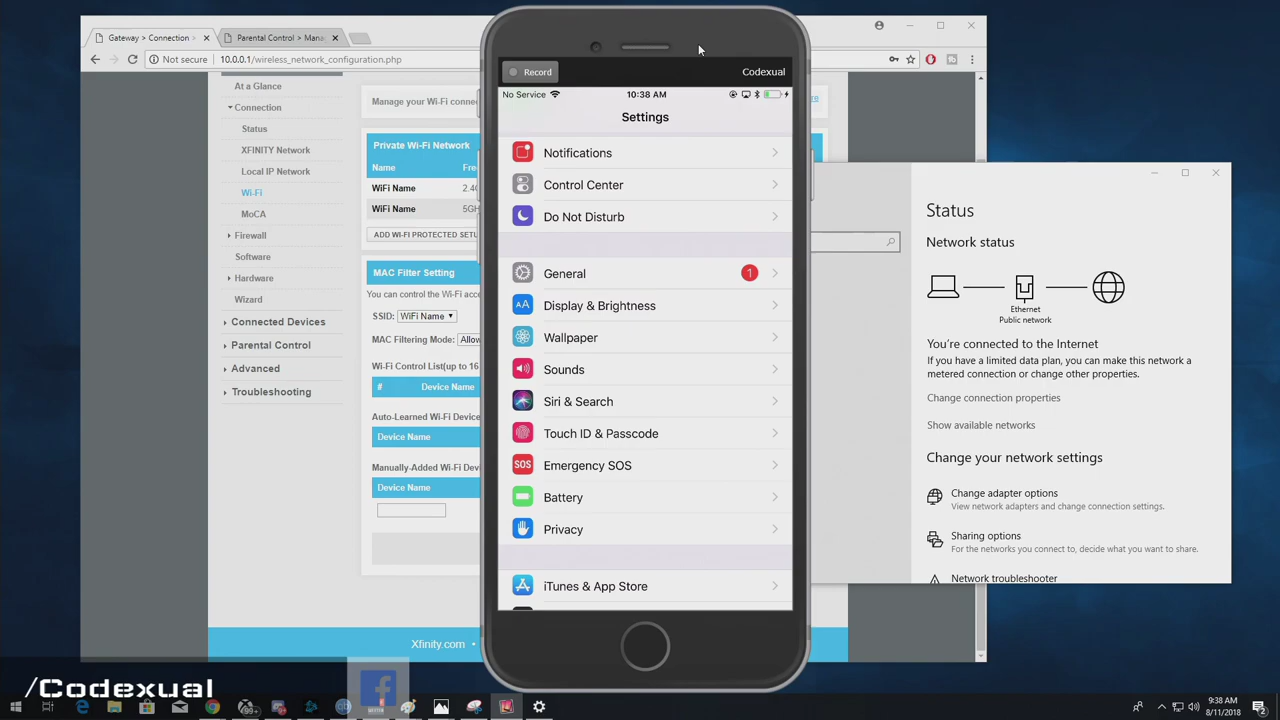 Gateway > Connection >
Parental Control > Mana
Not secure
10.0.0.1/wireless_network_configuration.php
At a Glance
Connection
Status
XFINITY Network
Local IP Network
Wi-Fi
MoCA
Firewall
Software
Hardware
Wizard
Connected Devices
Parental Control
Advanced
Troubleshooting
Manage your Wi-Fi conne
Private Wi-Fi Network
Name Fre
WiFi Name 2.4G
WiFi Name 5GH
ADD WI-FI PROTECTED SETU
MAC Filter Setting
You can control the Wi-Fi acce
SSID: WiFi Name
MAC Filtering Mode: Allow
Wi-Fi Control List(up to 16
# Device Name
Auto-Learned Wi-Fi Device
Device Name
Manually-Added Wi-Fi Devi
Device Name
Xfinity.com •
Record
Codexual
No Service 10:38 AM
Settings
Notifications
Control Center
Do Not Disturb
General 1
AA Display & Brightness
Wallpaper
Sounds
Siri & Search
Touch ID & Passcode
SOS Emergency SOS
Battery
Privacy
iTunes & App Store
Status
Network status
Ethernet
Public network
You're connected to the Internet
If you have a limited data plan, you can make this network a
metered connection or change other properties.
Change connection properties
Show available networks
Change your network settings
Change adapter options
View network adapters and change connection settings.
Sharing options
For the networks you connect to, decide what you want to share.
Network troubleshooter
/Codexual
99+
9:38 AM
8/11/2018
2